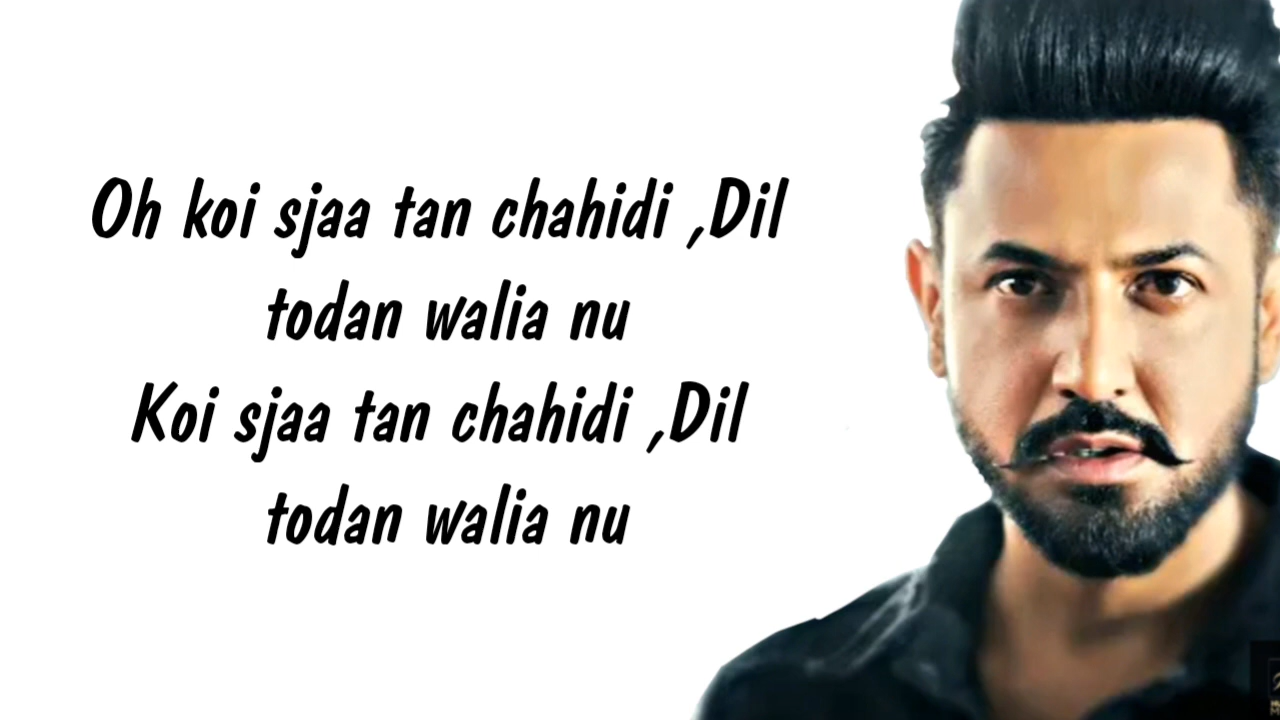 Oh koi sjaa tan chahidi ,Dil
todan walia nu
Koi sjaa tan chahidi ,Dil
todan walia nu